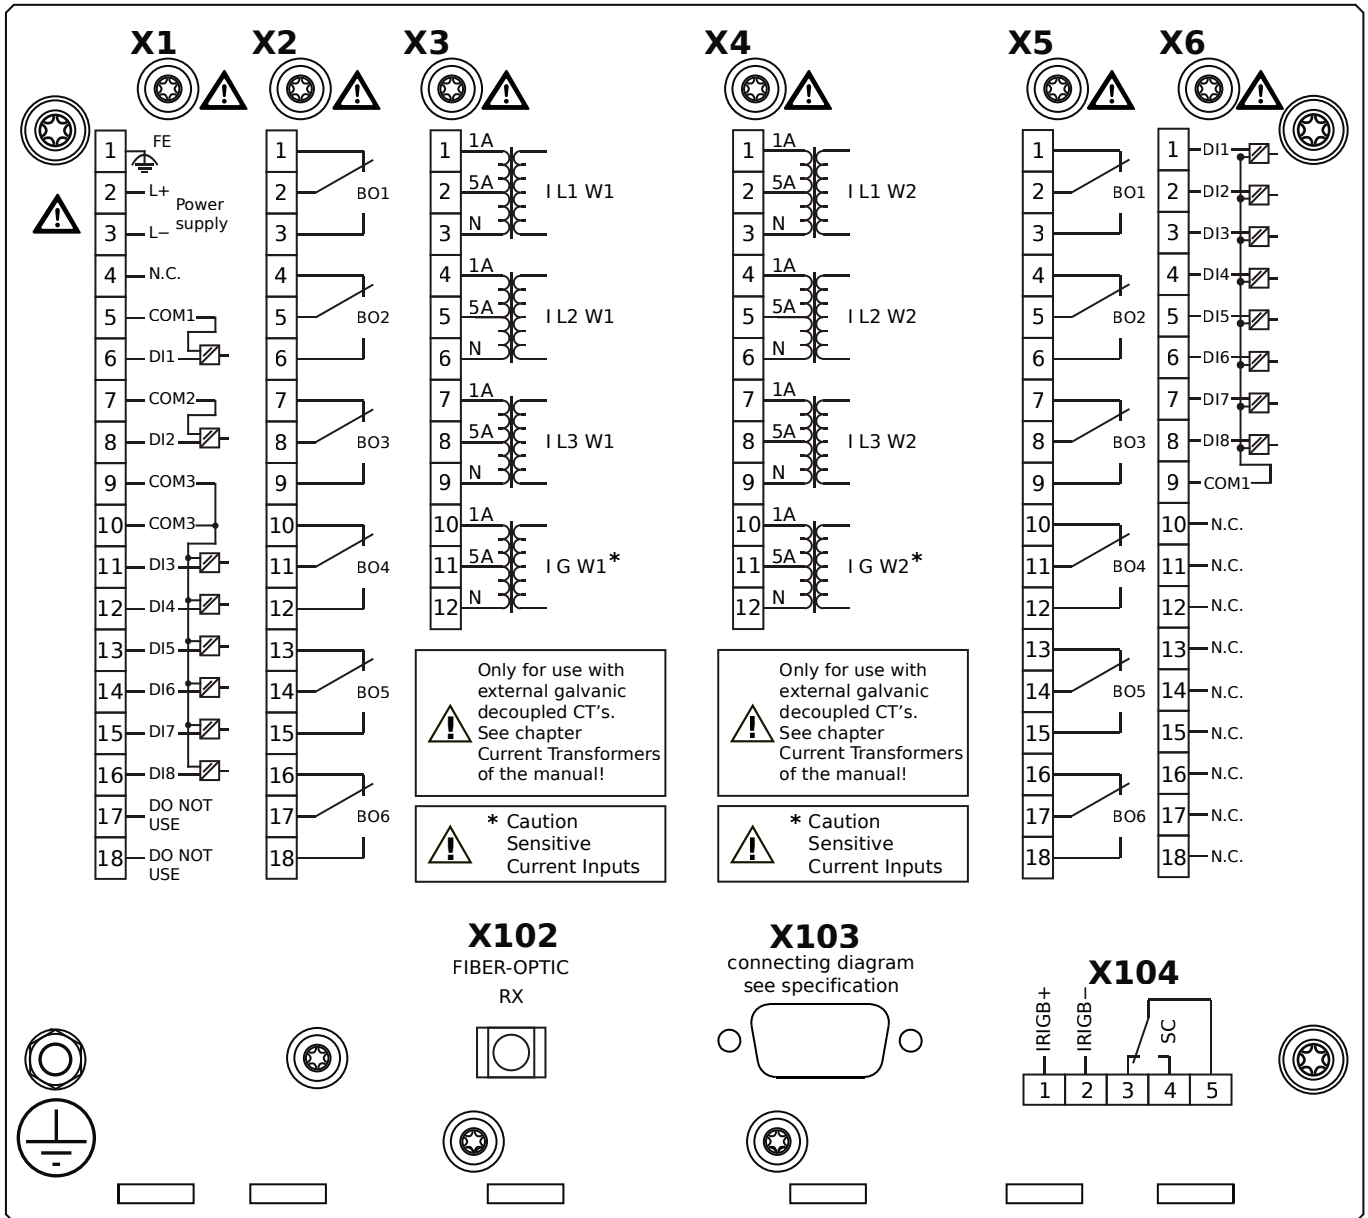 X1
X2
X3
X4
X5
X6
1 FE
2 L+
Power
supply
3 L−
4 N.C.
5 COM1
6 DI1
7 COM2
8 DI2
9 COM3
10 COM3
11 DI3
12 DI4
13 DI5
14 DI6
15 DI7
16 DI8
17 DO NOT
USE
18 DO NOT
USE
1
2 BO1
3
4
5 BO2
6
7
8 BO3
9
10
11 BO4
12
13
14 BO5
15
16
17 BO6
18
1 1A
2 5A I L1 W1
3 N
4 1A
5 5A I L2 W1
6 N
7 1A
8 5A I L3 W1
9 N
10 1A
11 5A I G W1*
12 N
Only for use with
external galvanic
decoupled CT's.
See chapter
Current Transformers
of the manual!
* Caution
Sensitive
Current Inputs
1 1A
2 5A I L1 W2
3 N
4 1A
5 5A I L2 W2
6 N
7 1A
8 5A I L3 W2
9 N
10 1A
11 5A I G W2*
12 N
Only for use with
external galvanic
decoupled CT's.
See chapter
Current Transformers
of the manual!
* Caution
Sensitive
Current Inputs
1
2 BO1
3
4
5 BO2
6
7
8 BO3
9
10
11 BO4
12
13
14 BO5
15
16
17 BO6
18
1 DI1
2 DI2
3 DI3
4 DI4
5 DI5
6 DI6
7 DI7
8 DI8
9 COM1
10 N.C.
11 N.C.
12 N.C.
13 N.C.
14 N.C.
15 N.C.
16 N.C.
17 N.C.
18 N.C.
X102
FIBER-OPTIC
RX
X103
connecting diagram
see specification
X104
IRIGB+
IRIGB−
SC
1 2 3 4 5